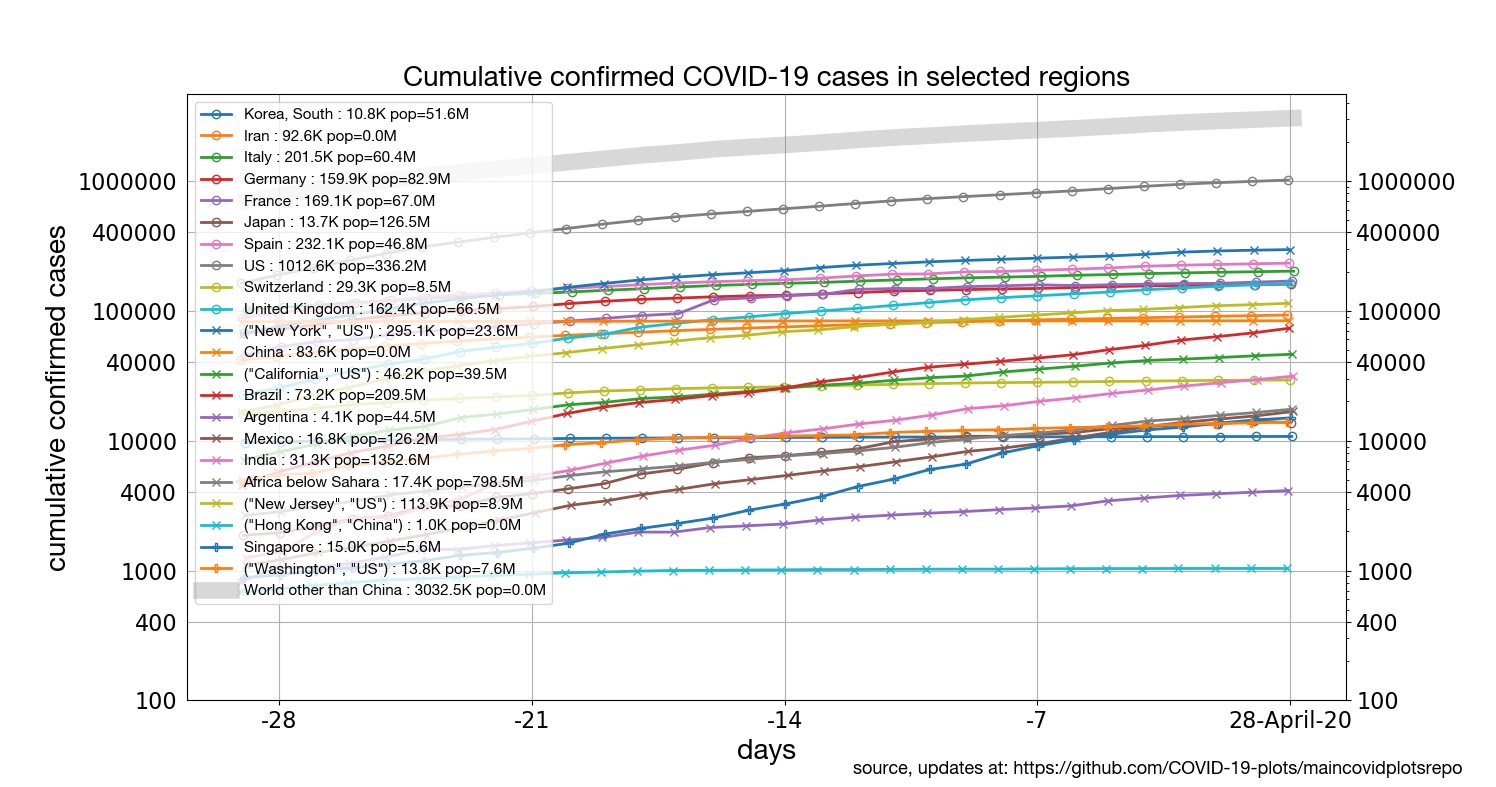 Cumulative confirmed COVID-19 cases in selected regions
Korea, South : 10.8K pop=51.6M
Iran : 92.6K pop=0.0M
Italy : 201.5K pop=60.4M
Germany : 159.9K pop=82.9M
France : 169.1K pop=67.0M
Japan : 13.7K pop=126.5M
Spain : 232.1K pop=46.8M
US : 1012.6K pop=336.2M
Switzerland : 29.3K pop=8.5M
United Kingdom : 162.4K pop=66.5M
("New York", "US") : 295.1K pop=23.6M
China : 83.6K pop=0.0M
("California", "US") : 46.2K pop=39.5M
Brazil : 73.2K pop=209.5M
Argentina : 4.1K pop=44.5M
Mexico : 16.8K pop=126.2M
India : 31.3K pop=1352.6M
Africa below Sahara : 17.4K pop=798.5M
("New Jersey", "US") : 113.9K pop=8.9M
("Hong Kong", "China") : 1.0K pop=0.0M
Singapore : 15.0K pop=5.6M
("Washington", "US") : 13.8K pop=7.6M
World other than China : 3032.5K pop=0.0M
cumulative confirmed cases
1000000
400000
100000
40000
10000
4000
1000
400
100
1000000
400000
100000
40000
10000
4000
1000
400
100
-28
-21
-14
-7
28-April-20
days
source, updates at: https://github.com/COVID-19-plots/maincovidplotsrepo